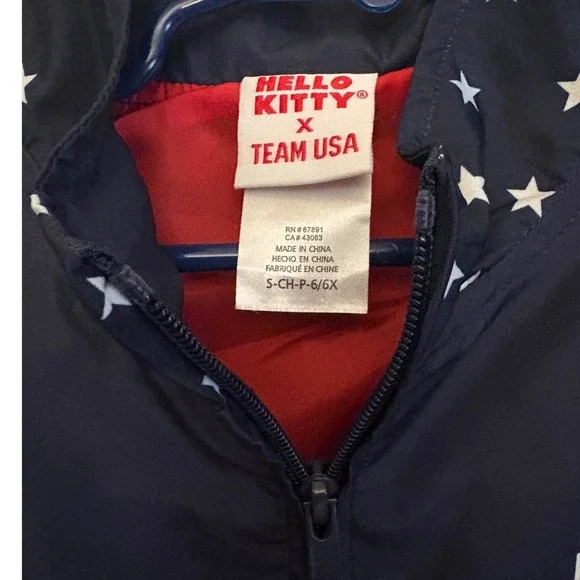 HELLO
KITTY®
X
TEAM USA
RN # 67891
CA # 43063
MADE IN CHINA
HECHO EN CHINA
FABRIQUÉ EN CHINE
S-CH-P-6/6X